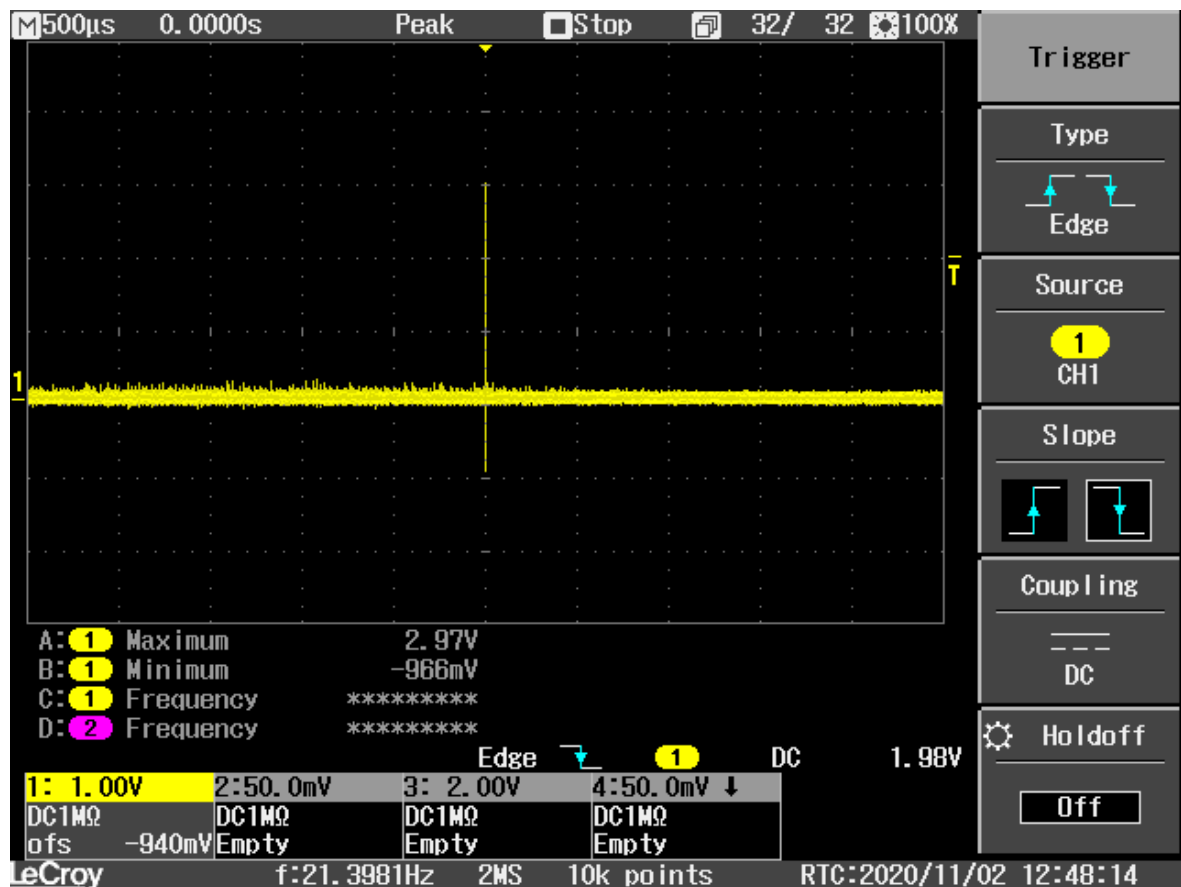 M 500µs 0.0000s Peak Stop 32/ 32 100%
Trigger
Type
Edge
T
Source
1
CH1
1
Slope
Coupling
DC
A: 1 Maximum 2.97V
B: 1 Minimum -966mV
C: 1 Frequency *********
D: 2 Frequency *********
Holdoff
Off
Edge 1 DC 1.98V
1: 1.00V 2:50.0mV 3: 2.00V 4:50.0mV ↓
DC1MΩ DC1MΩ DC1MΩ DC1MΩ
ofs -940mV Empty Empty Empty
LeCroy f:21.3981Hz 2MS 10k points RTC:2020/11/02 12:48:14